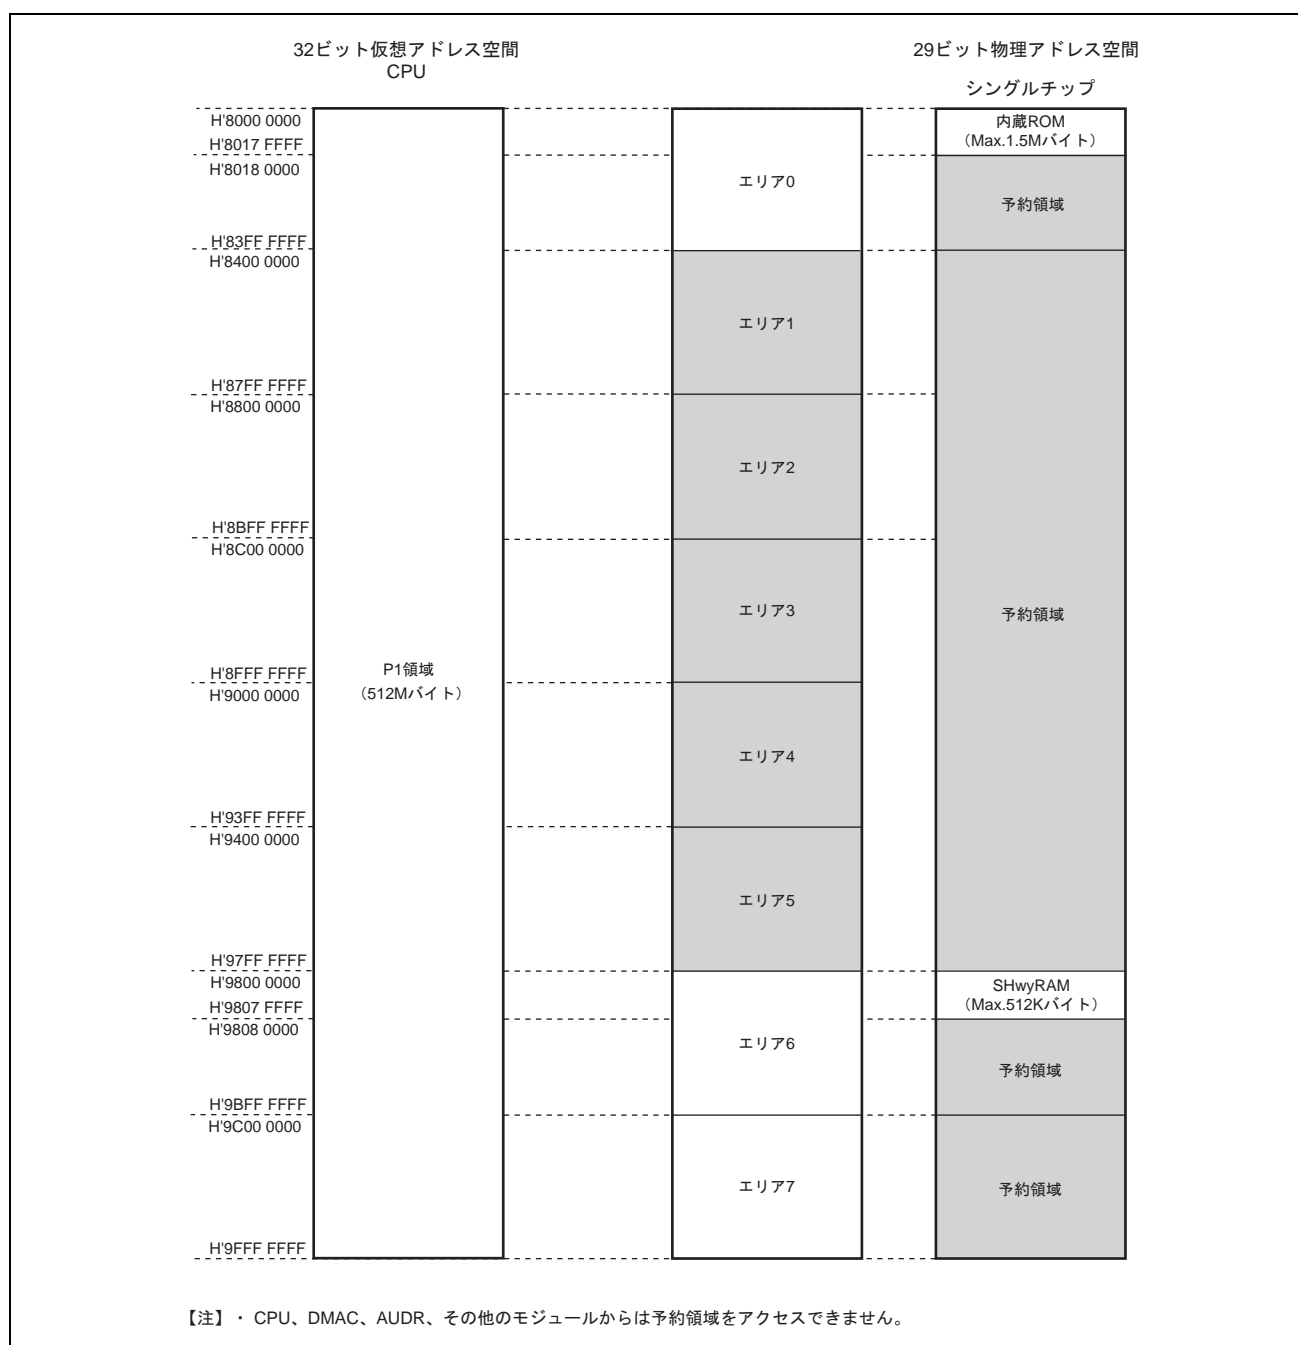 32ビット仮想アドレス空間
CPU
29ビット物理アドレス空間
シングルチップ
H'8000 0000
H'8017 FFFF
H'8018 0000
H'83FF FFFF
H'8400 0000
H'87FF FFFF
H'8800 0000
H'8BFF FFFF
H'8C00 0000
H'8FFF FFFF
H'9000 0000
H'93FF FFFF
H'9400 0000
H'97FF FFFF
H'9800 0000
H'9807 FFFF
H'9808 0000
H'9BFF FFFF
H'9C00 0000
H'9FFF FFFF
P1領域
(512Mバイト)
エリア0
エリア1
エリア2
エリア3
エリア4
エリア5
エリア6
エリア7
内蔵ROM
(Max.1.5Mバイト)
予約領域
予約領域
SHwyRAM
(Max.512Kバイト)
予約領域
予約領域
【注】・ CPU、DMAC、AUDR、その他のモジュールからは予約領域をアクセスできません。